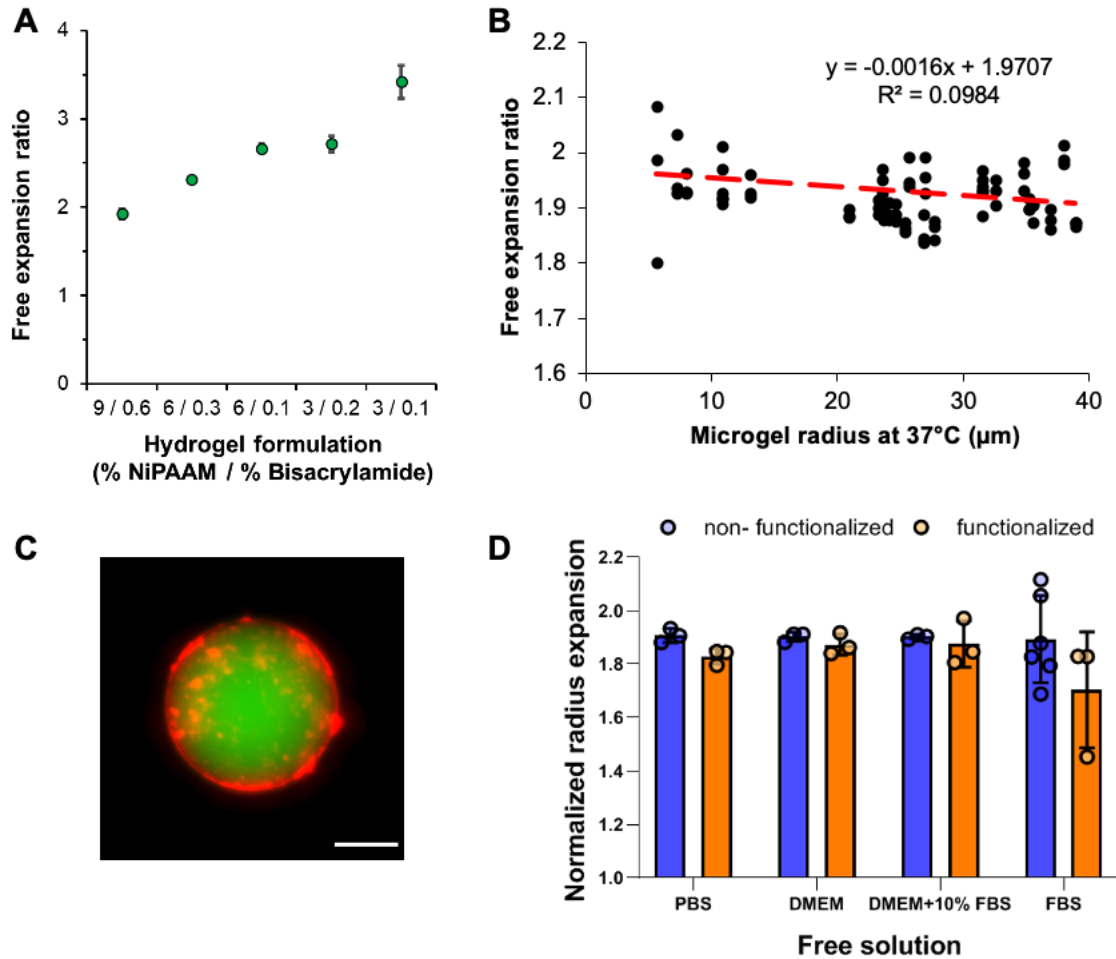 A
Free expansion ratio
4
3
2
1
0
9 / 0.6 6 / 0.3 6 / 0.1 3 / 0.2 3 / 0.1
Hydrogel formulation
(% NiPAAM / % Bisacrylamide)
B
Free expansion ratio
2.2
2.1
2
1.9
1.8
1.7
1.6
y = -0.0016x + 1.9707
R² = 0.0984
0 10 20 30 40
Microgel radius at 37°C (µm)
C
D
non- functionalized functionalized
Normalized radius expansion
2.2
2.0
1.8
1.6
1.4
1.2
1.0
PBS DMEM DMEM+10% FBS FBS
Free solution